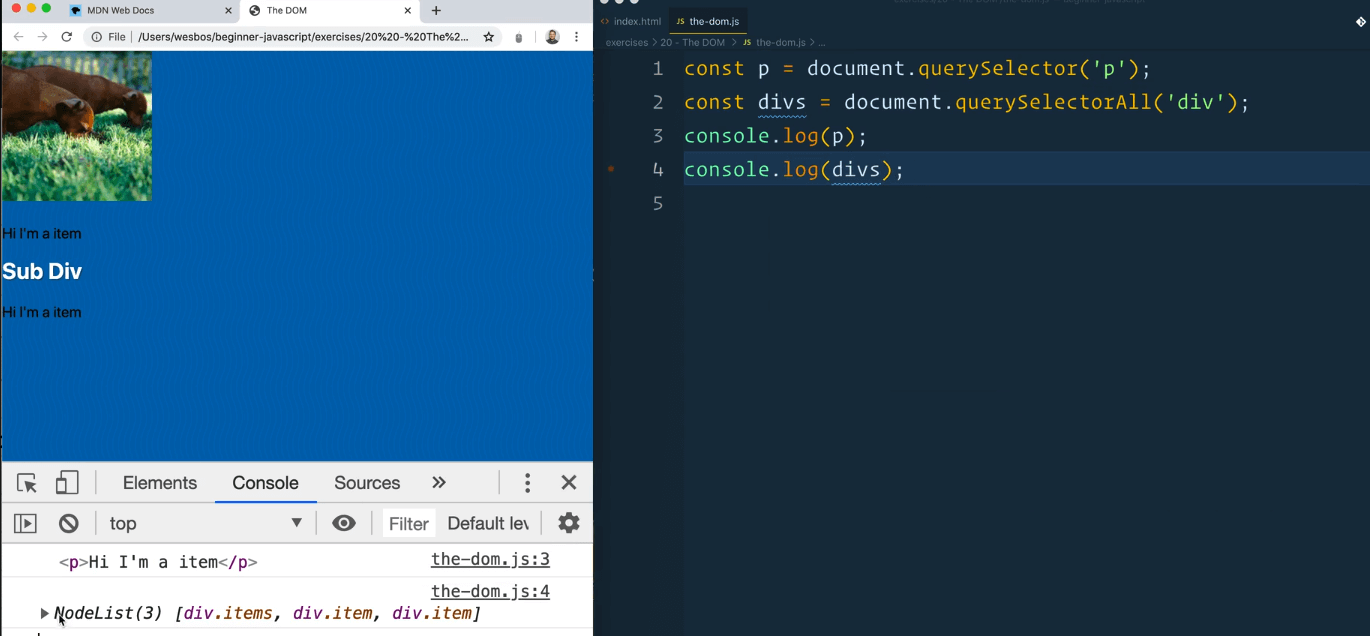 MDN Web Docs × The DOM × +
File | /Users/wesbos/beginner-javascript/exercises/20%20-%20The%2...
Hi I'm a item
Sub Div
Hi I'm a item
Elements Console Sources »
top ▼ Filter Default lev
<p>Hi I'm a item</p> the-dom.js:3
the-dom.js:4
▶ NodeList(3) [div.items, div.item, div.item]
<> index.html JS the-dom.js
exercises > 20 - The DOM > JS the-dom.js > ...
1 const p = document.querySelector('p');
2 const divs = document.querySelectorAll('div');
3 console.log(p);
4 console.log(divs);
5